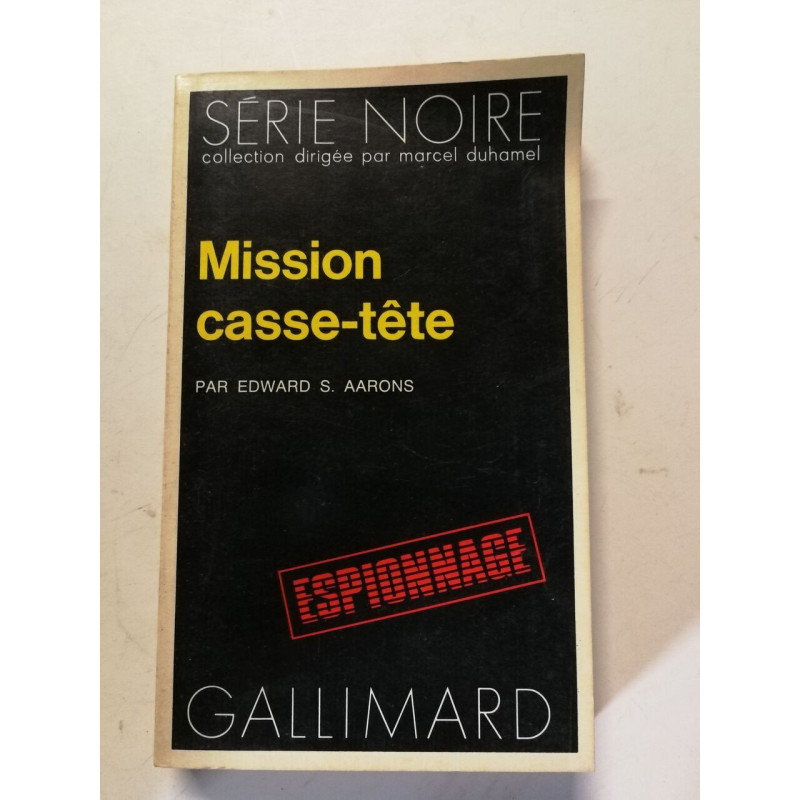 SÉRIE NOIRE
collection dirigée par marcel duhamel
Mission
casse-tête
PAR EDWARD S. AARONS
ESPIONNAGE
GALLIMARD